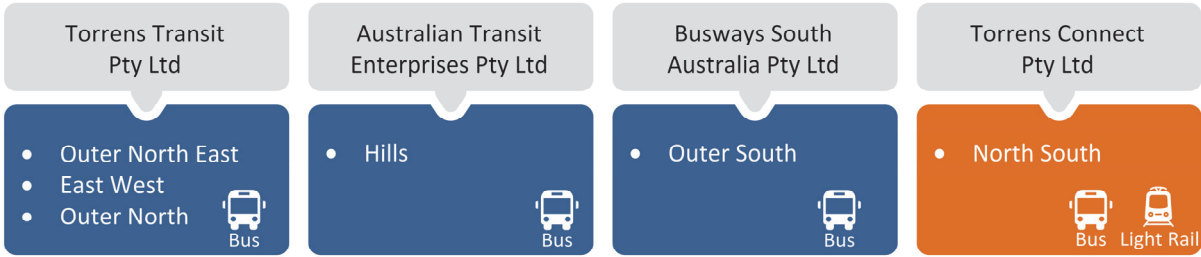 Torrens Transit
Pty Ltd
Outer North East
East West
Outer North
Bus
Australian Transit
Enterprises Pty Ltd
Hills
Bus
Busways South
Australia Pty Ltd
Outer South
Bus
Torrens Connect
Pty Ltd
North South
Bus
Light Rail